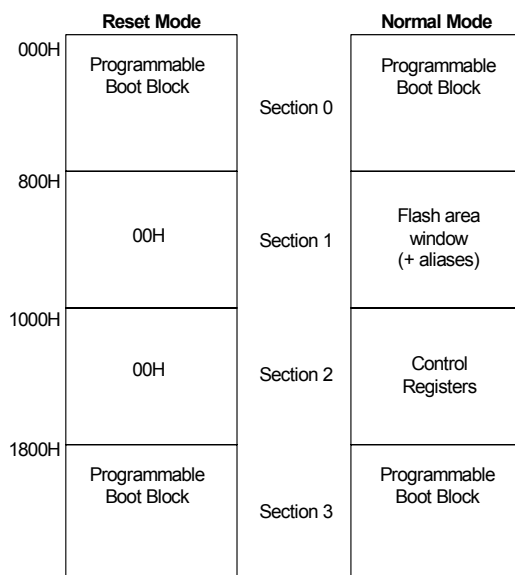 Reset Mode Normal Mode
000H
Programmable
Boot Block
Section 0
Programmable
Boot Block
800H
00H
Section 1
Flash area
window
(+ aliases)
1000H
00H
Section 2
Control
Registers
1800H
Programmable
Boot Block
Section 3
Programmable
Boot Block